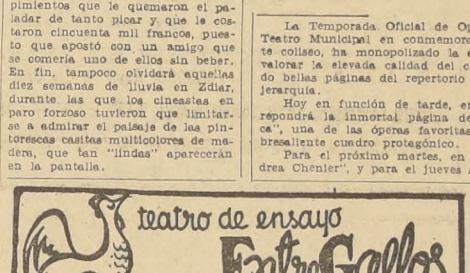 pimientos que le quemaron el pa-
ladar de tanto picar y que le cos-
taron cincuenta mil francos, pues-
to que apostó con un amigo que
se comería uno de ellos sin beber.
En fin, tampoco olvidará aquellas
diez semanas de lluvia en Zdiar,
durante las que los cineastas en
paro forzoso tuvieron que limitar-
se a admirar el paisaje de las pin-
torescas casitas multicolores de ma-
dera, que tan "lindas" aparecerán
en la pantalla.
La Temporada Oficial de Op
Teatro Municipal en conmemora
te coliseo, ha monopolizado la e
valorar la elevada calidad del c
do bellas páginas del repertorio
jerarquía.
Hoy en función de tarde, en
repondrá la inmortal página de
ca", una de las óperas favoritas
bresaliente cuadro protagónico.
Para el próximo martes, en
drea Chenier", y para el jueves
teatro de ensayo
Entre Gallos